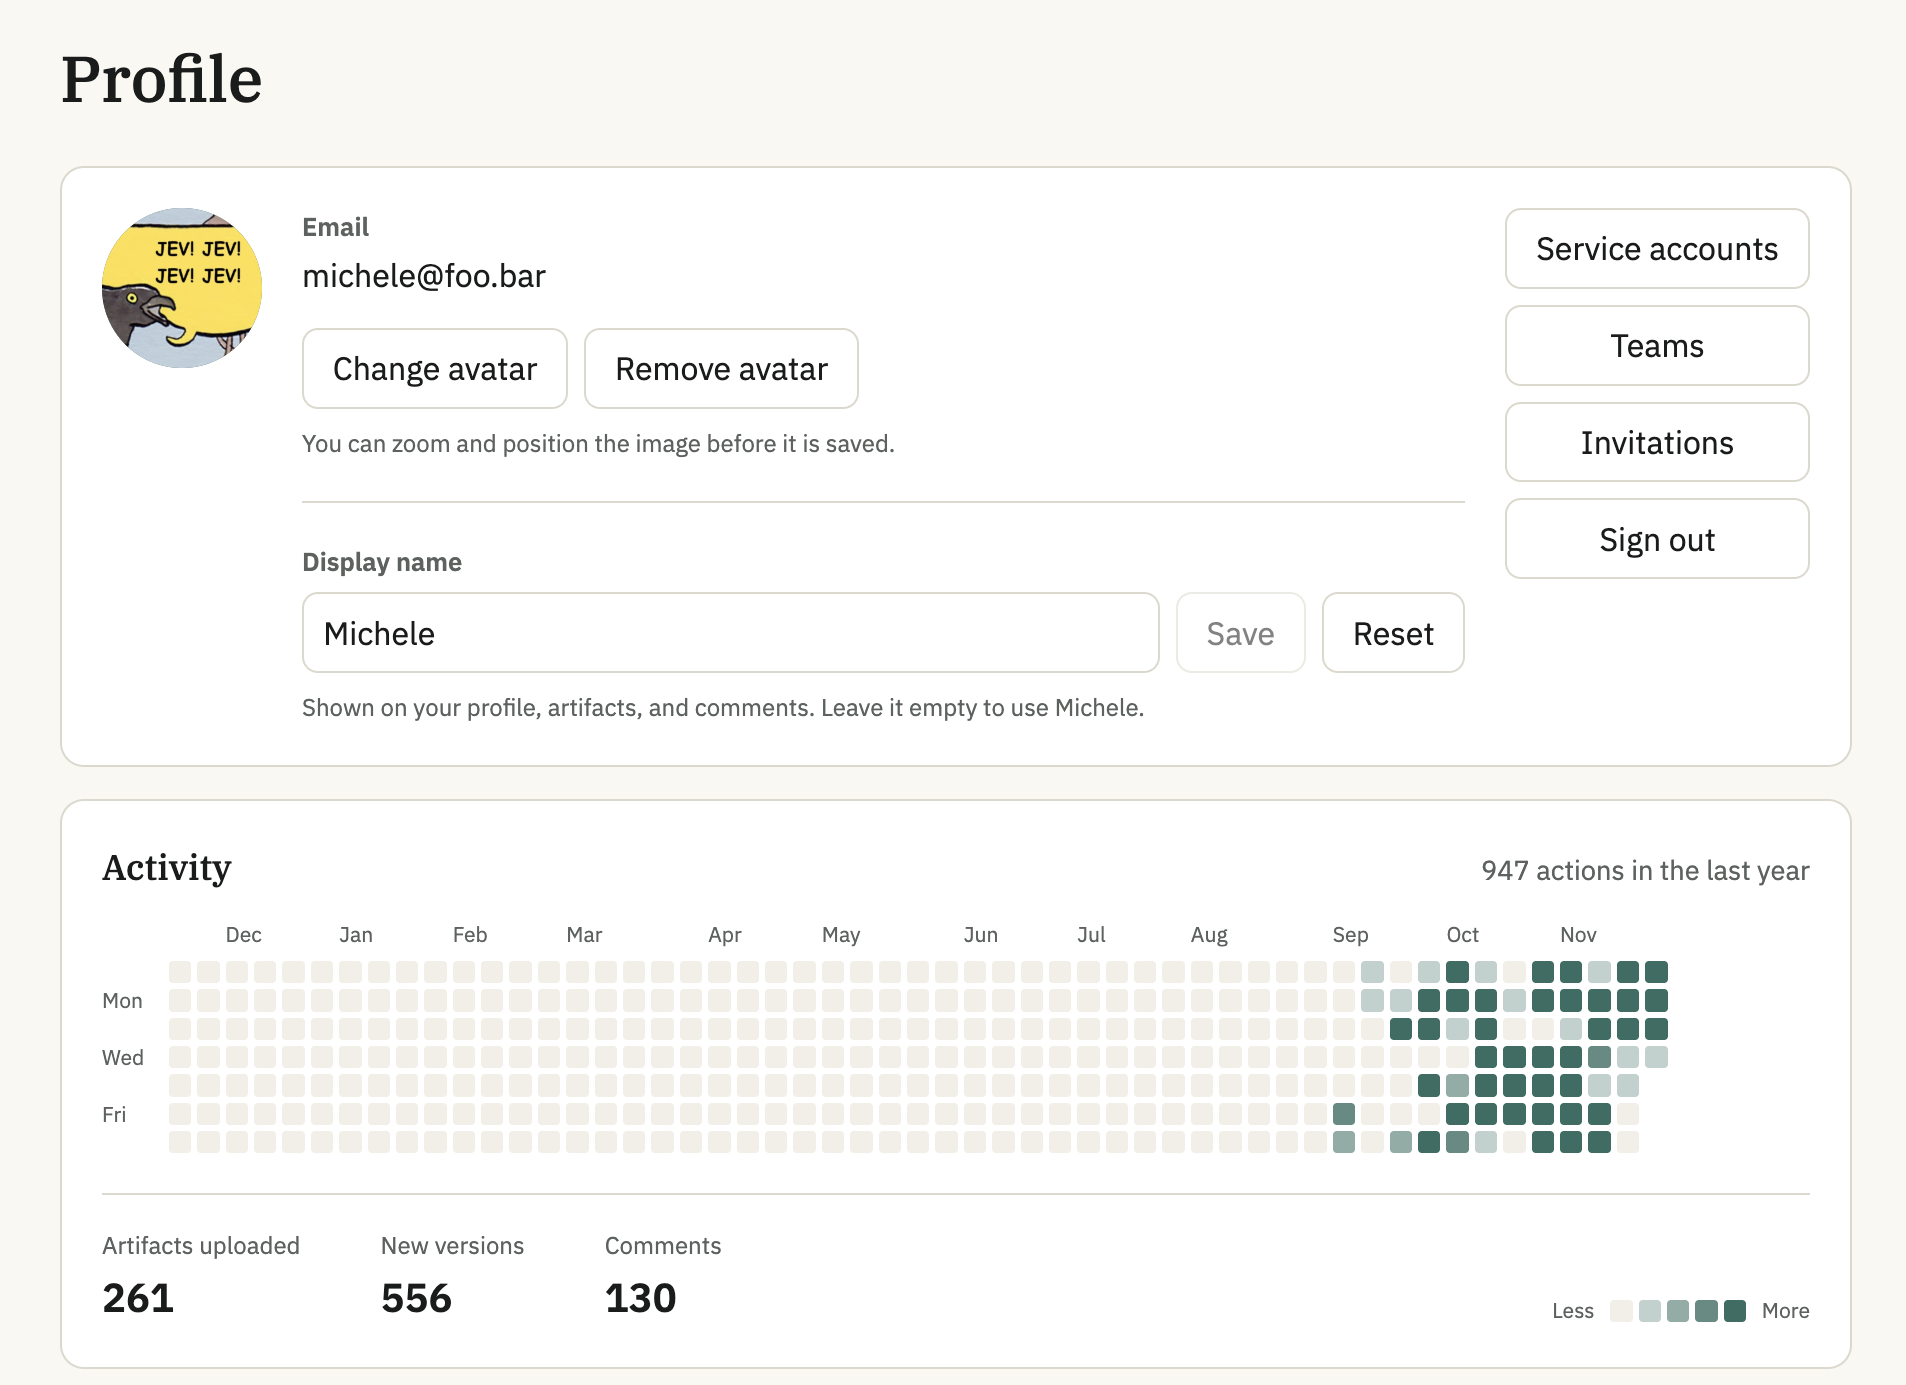 Profile
JEV! JEV!
JEV! JEV!
Email
michele@foo.bar
Change avatar
Remove avatar
You can zoom and position the image before it is saved.
Display name
Michele
Save
Reset
Shown on your profile, artifacts, and comments. Leave it empty to use Michele.
Service accounts
Teams
Invitations
Sign out
Activity
947 actions in the last year
Dec Jan Feb Mar Apr May Jun Jul Aug Sep Oct Nov
Mon
Wed
Fri
Artifacts uploaded
261
New versions
556
Comments
130
Less
More